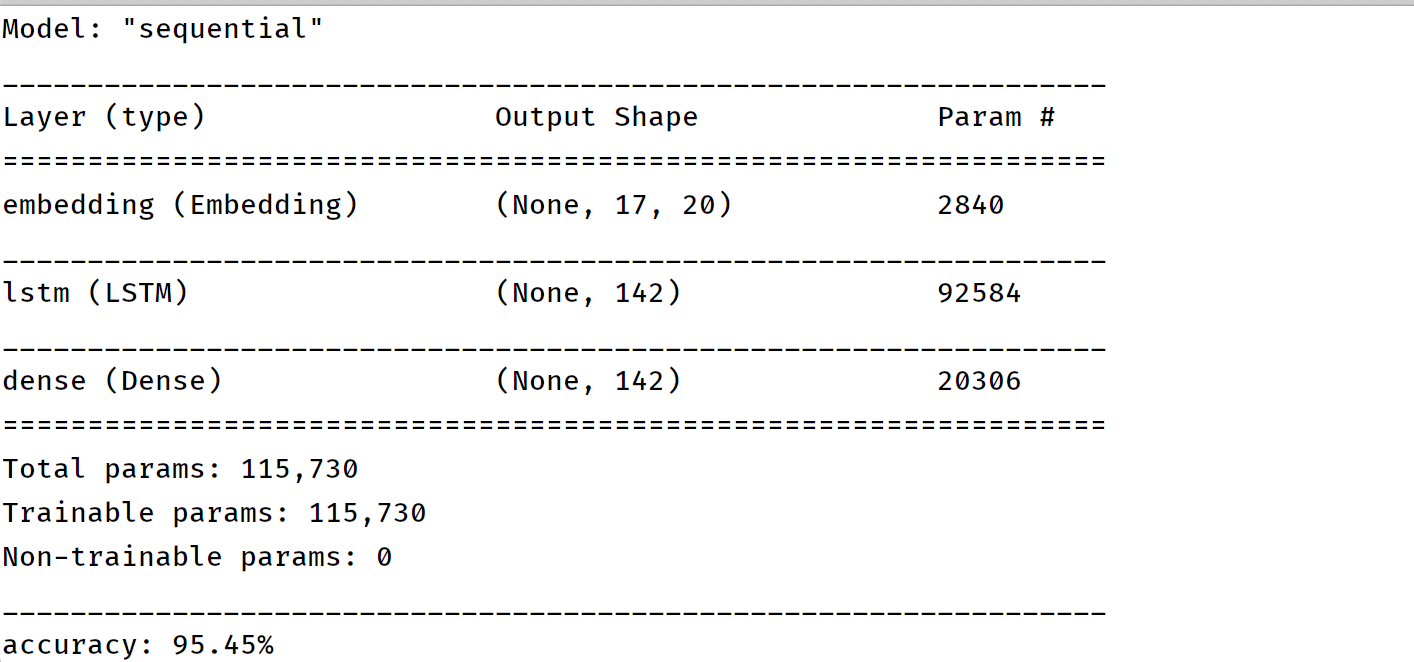 Model: "sequential"
_________________________________________________________________
Layer (type)                 Output Shape              Param #
=================================================================
embedding (Embedding)        (None, 17, 20)            2840
_________________________________________________________________
lstm (LSTM)                  (None, 142)               92584
_________________________________________________________________
dense (Dense)                (None, 142)               20306
=================================================================
Total params: 115,730
Trainable params: 115,730
Non-trainable params: 0
_________________________________________________________________
accuracy: 95.45%